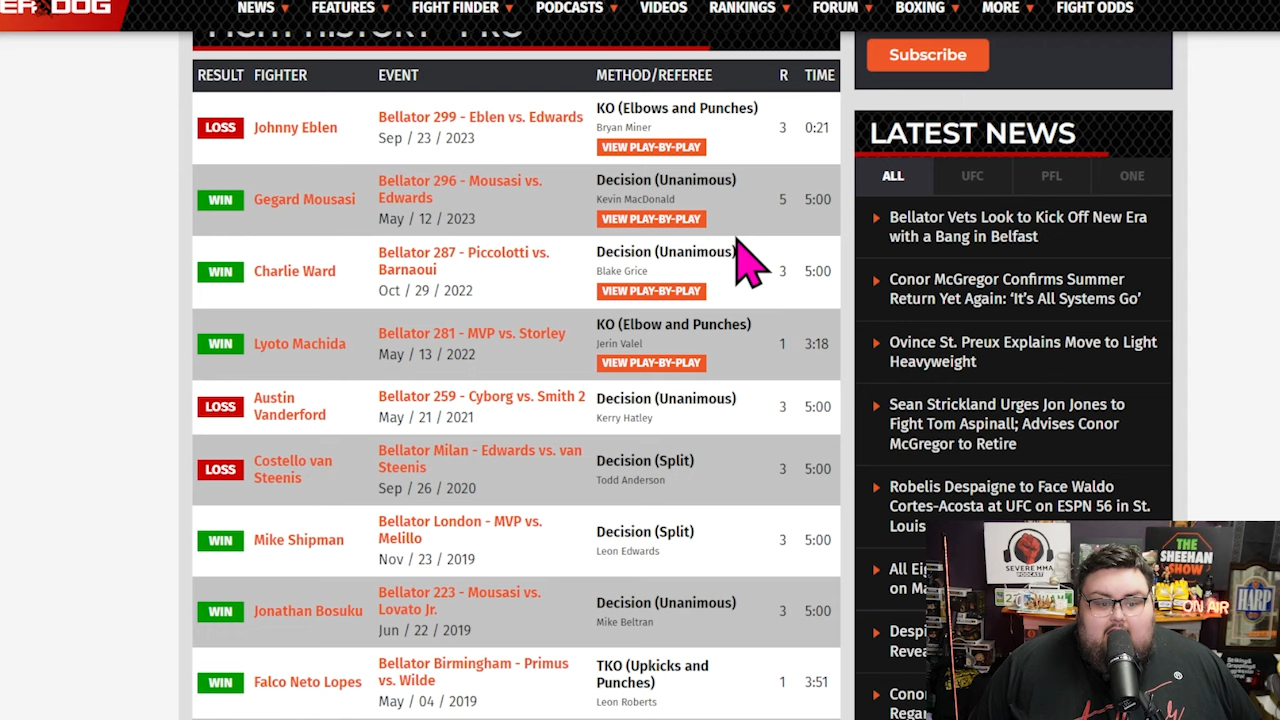 ER DOG
NEWS FEATURES FIGHT FINDER PODCASTS VIDEOS RANKINGS FORUM BOXING MORE FIGHT ODDS
FIGHT HISTORY - PRO
RESULT FIGHTER EVENT METHOD/REFEREE R TIME
LOSS Johnny Eblen Bellator 299 - Eblen vs. Edwards
Sep / 23 / 2023 KO (Elbows and Punches)
Bryan Miner
VIEW PLAY-BY-PLAY 3 0:21
WIN Gegard Mousasi Bellator 296 - Mousasi vs.
Edwards
May / 12 / 2023 Decision (Unanimous)
Kevin MacDonald
VIEW PLAY-BY-PLAY 5 5:00
WIN Charlie Ward Bellator 287 - Piccolotti vs.
Barnaoui
Oct / 29 / 2022 Decision (Unanimous)
Blake Grice
VIEW PLAY-BY-PLAY 3 5:00
WIN Lyoto Machida Bellator 281 - MVP vs. Storley
May / 13 / 2022 KO (Elbow and Punches)
Jerin Valel
VIEW PLAY-BY-PLAY 1 3:18
LOSS Austin
Vanderford Bellator 259 - Cyborg vs. Smith 2
May / 21 / 2021 Decision (Unanimous)
Kerry Hatley 3 5:00
LOSS Costello van
Steenis Bellator Milan - Edwards vs. van
Steenis
Sep / 26 / 2020 Decision (Split)
Todd Anderson 3 5:00
WIN Mike Shipman Bellator London - MVP vs.
Melillo
Nov / 23 / 2019 Decision (Split)
Leon Edwards 3 5:00
WIN Jonathan Bosuku Bellator 223 - Mousasi vs.
Lovato Jr.
Jun / 22 / 2019 Decision (Unanimous)
Mike Beltran 3 5:00
WIN Falco Neto Lopes Bellator Birmingham - Primus
vs. Wilde
May / 04 / 2019 TKO (Upkicks and
Punches)
Leon Roberts 1 3:51
Subscribe
LATEST NEWS
ALL UFC PFL ONE
Bellator Vets Look to Kick Off New Era
with a Bang in Belfast
Conor McGregor Confirms Summer
Return Yet Again: ‘It’s All Systems Go’
Ovince St. Preux Explains Move to Light
Heavyweight
Sean Strickland Urges Jon Jones to
Fight Tom Aspinall; Advises Conor
McGregor to Retire
Robelis Despaigne to Face Waldo
Cortes-Acosta at UFC on ESPN 56 in St.
Louis
All Ei
on M
Despi
Revea
Cono
Regar
SEVERE MMA
PODCAST
THE
SHEEHAN
SHOW
ON AIR
HARP